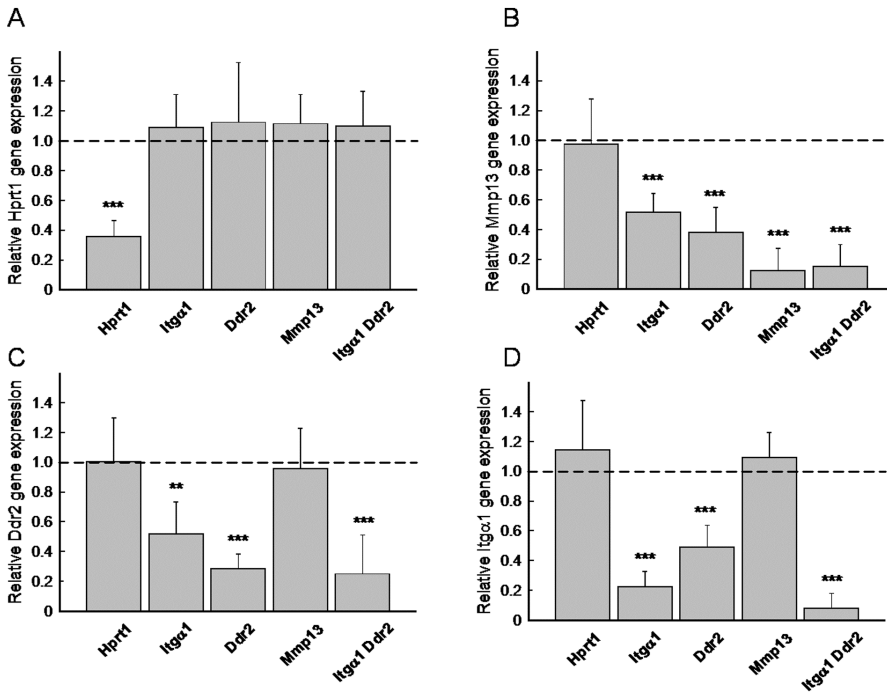 A
Relative Hprt1 gene expression
1.4
1.2
1.0
0.8
0.6
0.4
0.2
0
***
Hprt1
Itgα1
Ddr2
Mmp13
Itgα1 Ddr2
B
Relative Mmp13 gene expression
1.4
1.2
1.0
0.8
0.6
0.4
0.2
0
***
***
***
***
Hprt1
Itgα1
Ddr2
Mmp13
Itgα1 Ddr2
C
Relative Ddr2 gene expression
1.4
1.2
1.0
0.8
0.6
0.4
0.2
0
**
***
***
Hprt1
Itgα1
Ddr2
Mmp13
Itgα1 Ddr2
D
Relative Itgα1 gene expression
1.4
1.2
1.0
0.8
0.6
0.4
0.2
0
***
***
***
Hprt1
Itgα1
Ddr2
Mmp13
Itgα1 Ddr2